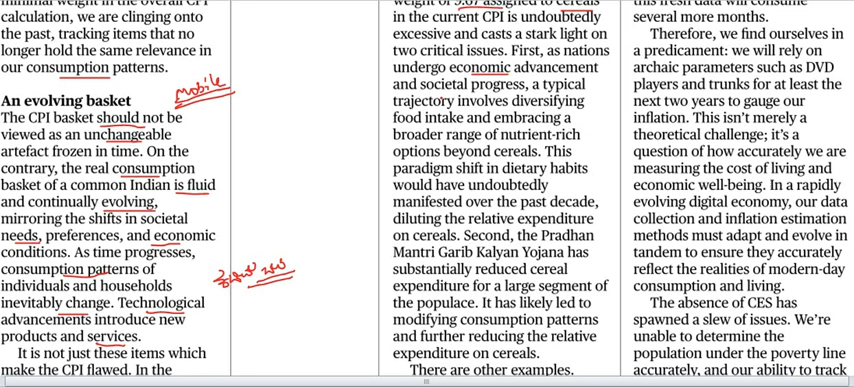 minimal weight in the overall CPI
calculation, we are clinging onto
the past, tracking items that no
longer hold the same relevance in
our consumption patterns.
mobile
An evolving basket
The CPI basket should not be
viewed as an unchangeable
artefact frozen in time. On the
contrary, the real consumption
basket of a common Indian is fluid
and continually evolving,
mirroring the shifts in societal
needs, preferences, and economic
conditions. As time progresses,
consumption patterns of
individuals and households
inevitably change. Technological
advancements introduce new
products and services.
It is not just these items which
make the CPI flawed. In the
weight of 9.67 assigned to cereals
in the current CPI is undoubtedly
excessive and casts a stark light on
two critical issues. First, as nations
undergo economic advancement
and societal progress, a typical
trajectory involves diversifying
food intake and embracing a
broader range of nutrient-rich
options beyond cereals. This
paradigm shift in dietary habits
would have undoubtedly
manifested over the past decade,
diluting the relative expenditure
on cereals. Second, the Pradhan
Mantri Garib Kalyan Yojana has
substantially reduced cereal
expenditure for a large segment of
the populace. It has likely led to
modifying consumption patterns
and further reducing the relative
expenditure on cereals.
There are other examples.
this fresh data will consume
several more months.
Therefore, we find ourselves in
a predicament: we will rely on
archaic parameters such as DVD
players and trunks for at least the
next two years to gauge our
inflation. This isn't merely a
theoretical challenge; it's a
question of how accurately we are
measuring the cost of living and
economic well-being. In a rapidly
evolving digital economy, our data
collection and inflation estimation
methods must adapt and evolve in
tandem to ensure they accurately
reflect the realities of modern-day
consumption and living.
The absence of CES has
spawned a slew of issues. We're
unable to determine the
population under the poverty line
accurately, and our ability to track